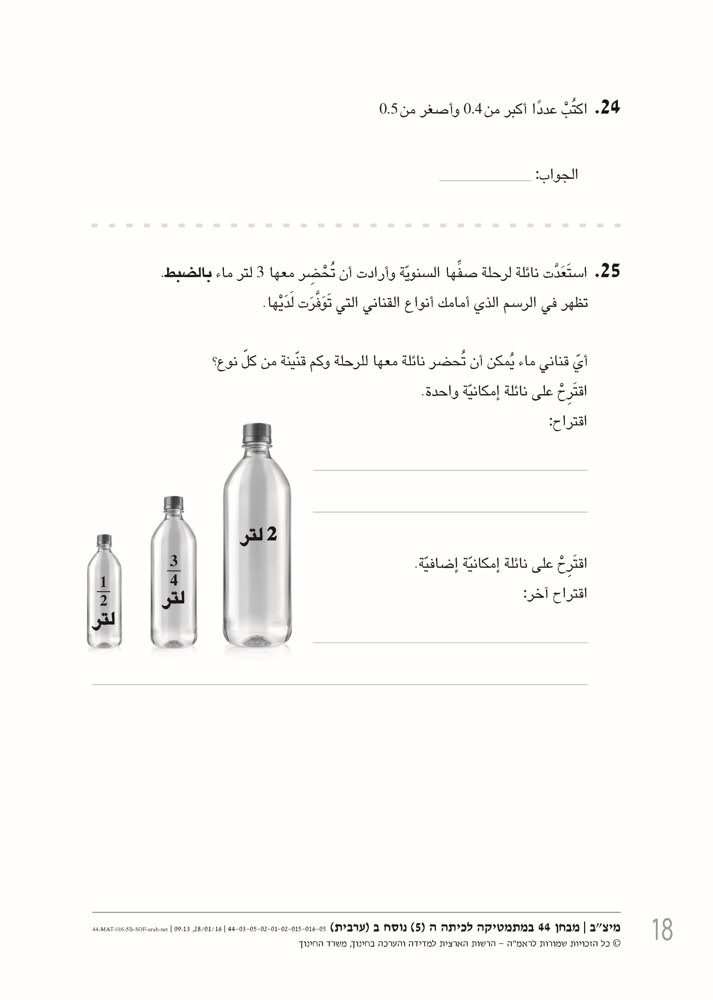 24. اكتُبْ عددًا أكبر من 0.4 وأصغر من 0.5
الجواب:
25. استَعَدَّت نائلة لرحلة صفِّها السنويّة وأرادت أن تُحْضِر معها 3 لتر ماء بالضبط.
تظهر في الرسم الذي أمامك أنواع القناني التي تَوَفَّرَت لَدَيْها.
أيّ قناني ماء يُمكن أن تُحضر نائلة معها للرحلة وكم قنّينة من كلّ نوع؟
اقتَرِحْ على نائلة إمكانيّة واحدة.
اقتراح:
2 لتر
3
4
لتر
1
2
لتر
اقتَرِحْ على نائلة إمكانيّة إضافيّة.
اقتراح آخر:
מיצ״ב | מבחן 44 במתמטיקה לכיתה ה (5) נוסח ב (ערבית) 44-03-05-02-01-02-015-016-05 | 09:13 ,28/01/16 | 44-MAT-016-5B-SOF-arab-net
© כל הזכויות שמורות לראמ״ה – הרשות הארצית למדידה והערכה בחינוך, משרד החינוך
18